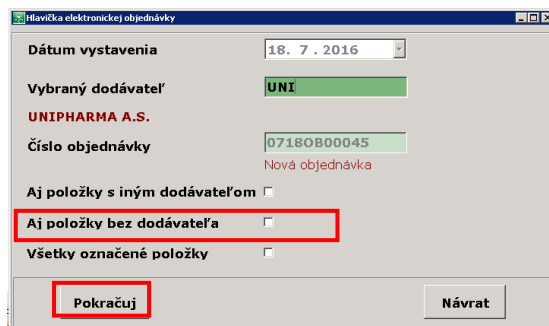 Hlavička elektronickej objednávky
Dátum vystavenia 18. 7 . 2016
Vybraný dodávateľ UNI
UNIPHARMA A.S.
Číslo objednávky 0718OB00045
Nová objednávka
Aj položky s iným dodávateľom
Aj položky bez dodávateľa
Všetky označené položky
Pokračuj Návrat